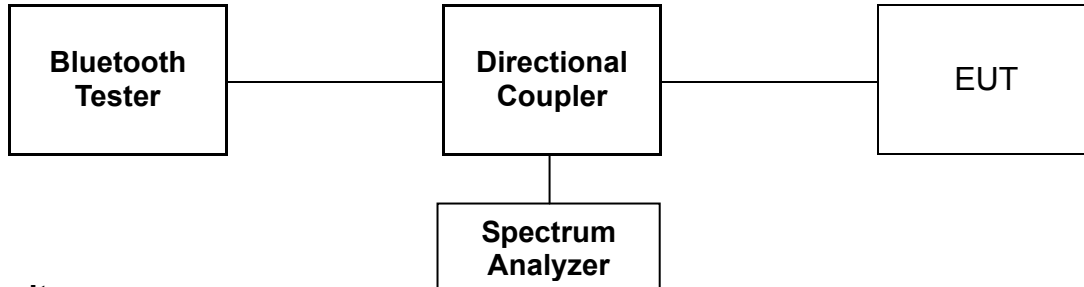 Bluetooth
Tester
Directional
Coupler
EUT
Spectrum
Analyzer